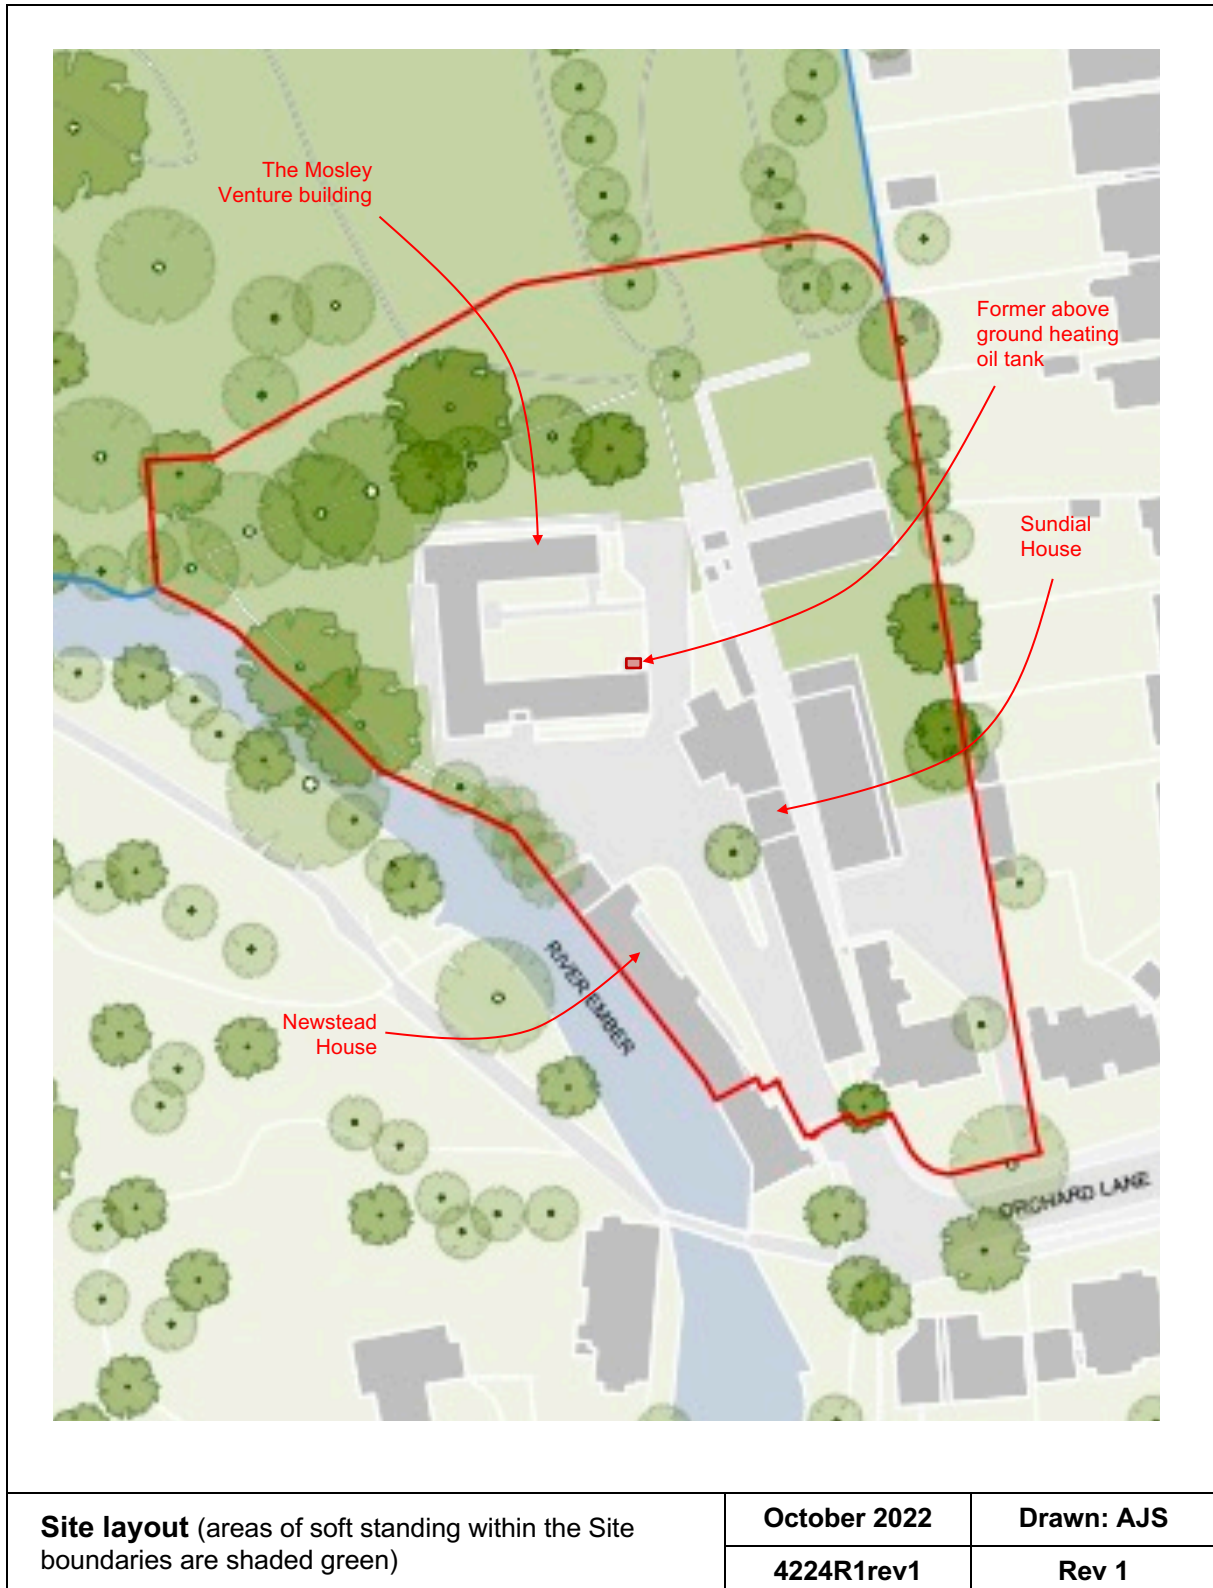 The Mosley
Venture building
Former above
ground heating
oil tank
Sundial
House
RIVER EMBER
Newstead
House
ORCHARD LANE
Site layout (areas of soft standing within the Site
boundaries are shaded green)
October 2022
Drawn: AJS
4224R1rev1
Rev 1